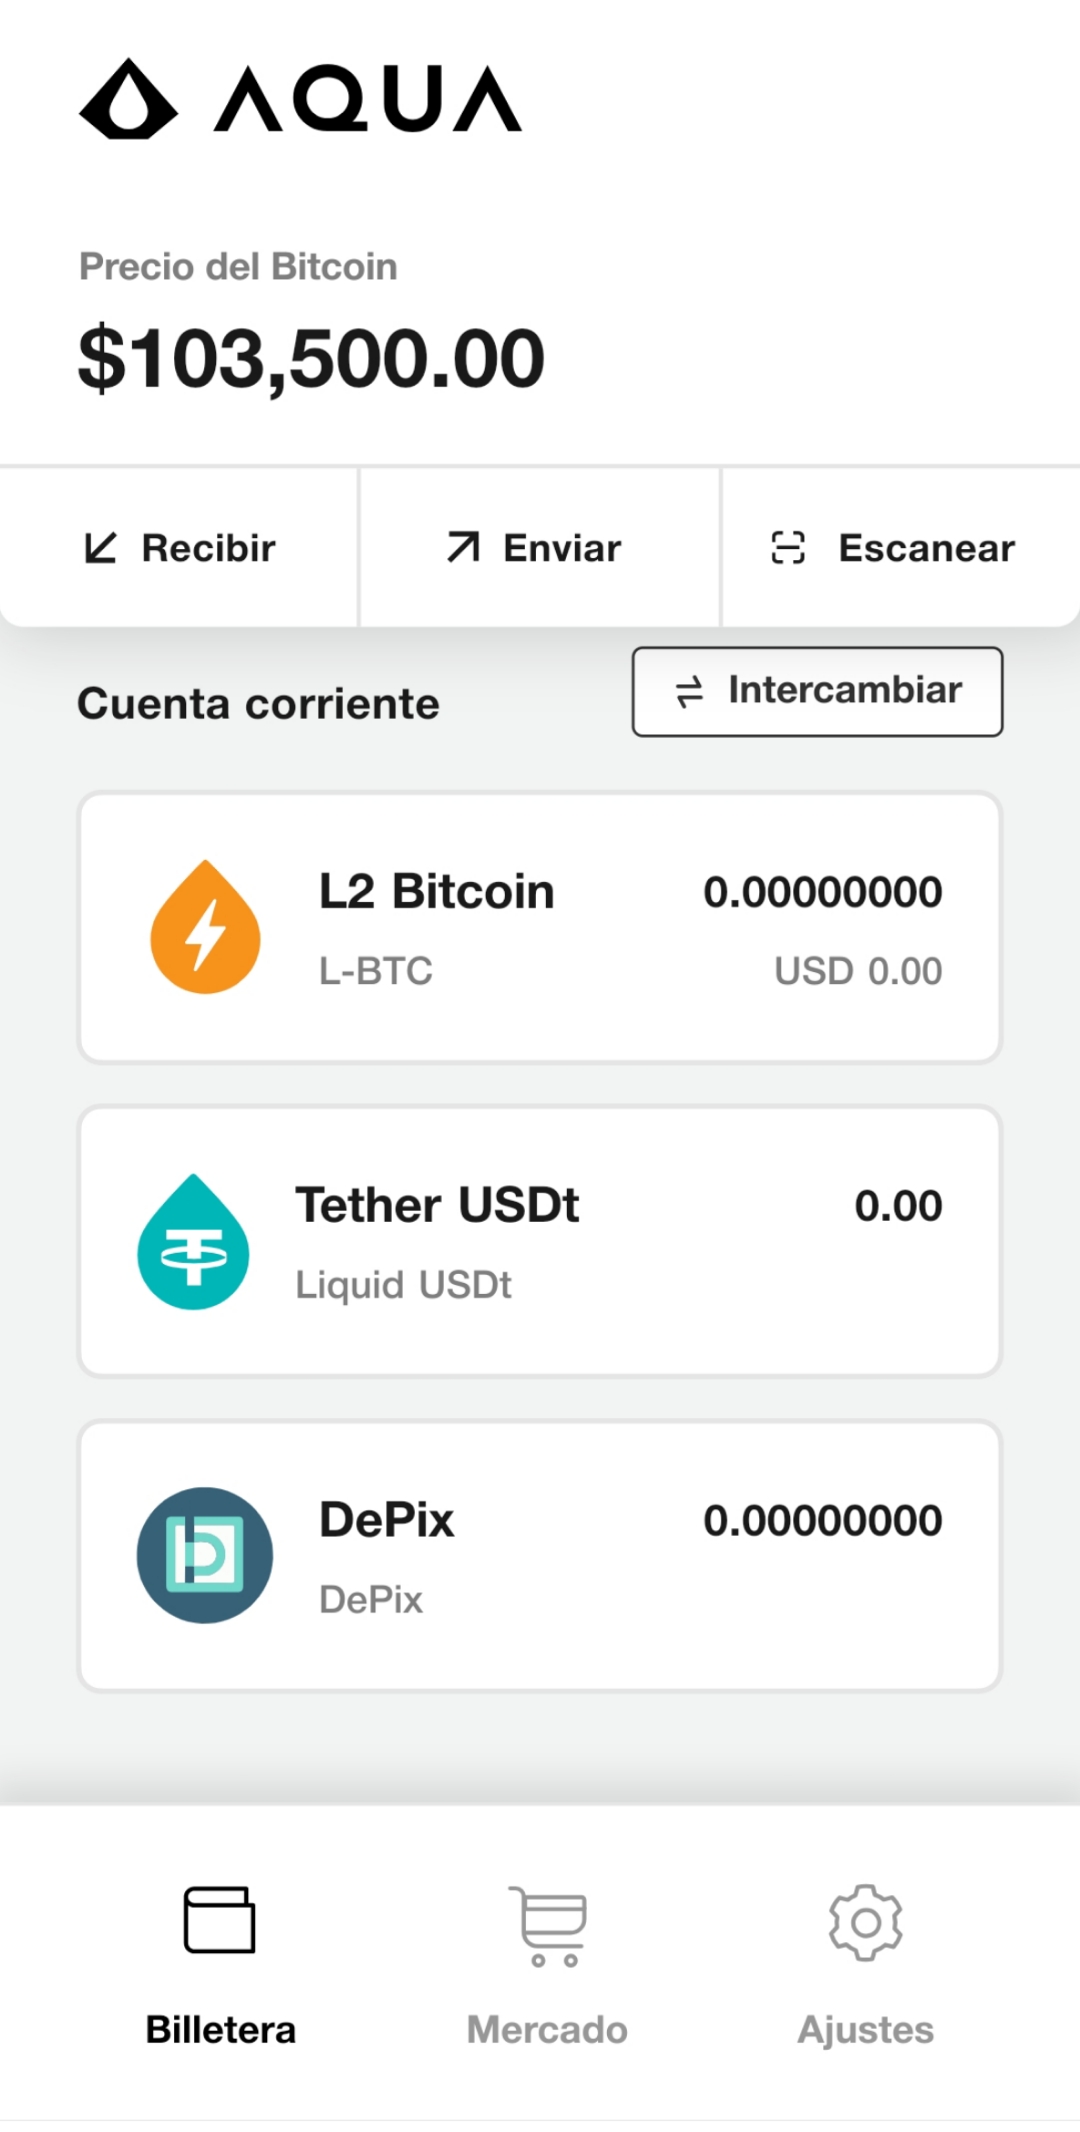 AQUA
Precio del Bitcoin
$103,500.00
Recibir
Enviar
Escanear
Cuenta corriente
Intercambiar
L2 Bitcoin
0.00000000
L-BTC
USD 0.00
Tether USDt
0.00
Liquid USDt
DePix
0.00000000
DePix
Billetera
Mercado
Ajustes